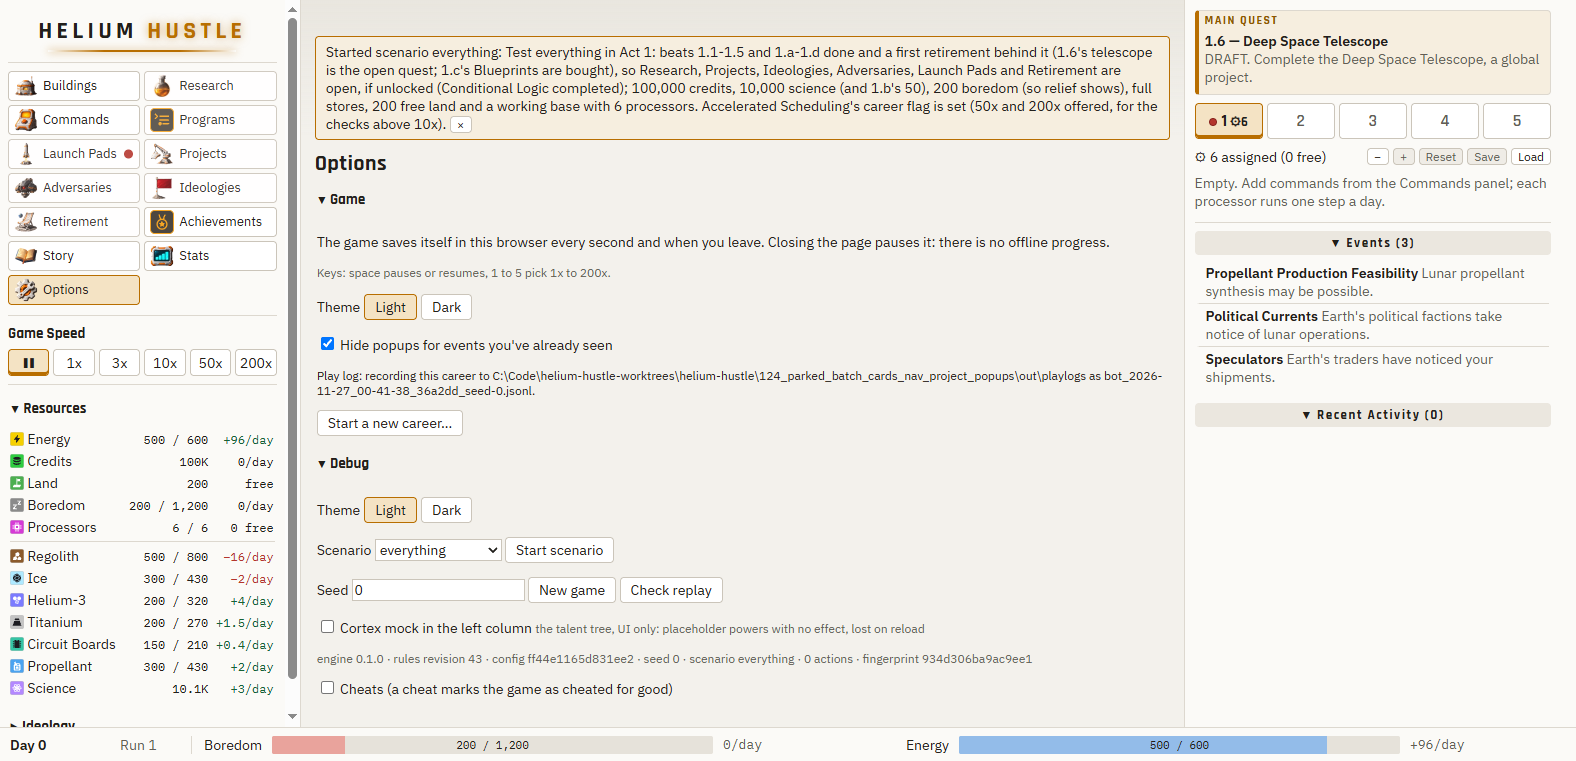 HELIUM HUSTLE
Buildings
Research
Commands
Programs
Launch Pads
Projects
Adversaries
Ideologies
Retirement
Achievements
Story
Stats
Options
Game Speed
1x 3x 10x 50x 200x
▼ Resources
Energy 500 / 600 +96/day
Credits 100K 0/day
Land 200 free
Boredom 200 / 1,200 0/day
Processors 6 / 6 0 free
Regolith 500 / 800 −16/day
Ice 300 / 430 −2/day
Helium-3 200 / 320 +4/day
Titanium 200 / 270 +1.5/day
Circuit Boards 150 / 210 +0.4/day
Propellant 300 / 430 +2/day
Science 10.1K +3/day
▸ Ideology
Started scenario everything: Test everything in Act 1: beats 1.1-1.5 and 1.a-1.d done and a first retirement behind it (1.6's telescope
is the open quest; 1.c's Blueprints are bought), so Research, Projects, Ideologies, Adversaries, Launch Pads and Retirement are
open, if unlocked (Conditional Logic completed); 100,000 credits, 10,000 science (and 1.b's 50), 200 boredom (so relief shows), full
stores, 200 free land and a working base with 6 processors. Accelerated Scheduling's career flag is set (50x and 200x offered, for the
checks above 10x). ×
Options
▼ Game
The game saves itself in this browser every second and when you leave. Closing the page pauses it: there is no offline progress.
Keys: space pauses or resumes, 1 to 5 pick 1x to 200x.
Theme Light Dark
Hide popups for events you've already seen
Play log: recording this career to C:\Code\helium-hustle-worktrees\helium-hustle\124_parked_batch_cards_nav_project_popups\out\playlogs as bot_2026-
11-27_00-41-38_36a2dd_seed-0.jsonl.
Start a new career...
▼ Debug
Theme Light Dark
Scenario everything Start scenario
Seed 0 New game Check replay
Cortex mock in the left column the talent tree, UI only: placeholder powers with no effect, lost on reload
engine 0.1.0 · rules revision 43 · config ff44e1165d831ee2 · seed 0 · scenario everything · 0 actions · fingerprint 934d306ba9ac9ee1
Cheats (a cheat marks the game as cheated for good)
MAIN QUEST
1.6 — Deep Space Telescope
DRAFT. Complete the Deep Space Telescope, a global
project.
1 ⚙6 2 3 4 5
⚙ 6 assigned (0 free) − + Reset Save Load
Empty. Add commands from the Commands panel; each
processor runs one step a day.
▼ Events (3)
Propellant Production Feasibility Lunar propellant
synthesis may be possible.
Political Currents Earth's political factions take
notice of lunar operations.
Speculators Earth's traders have noticed your
shipments.
▼ Recent Activity (0)
Day 0 Run 1 Boredom 200 / 1,200 0/day Energy 500 / 600 +96/day